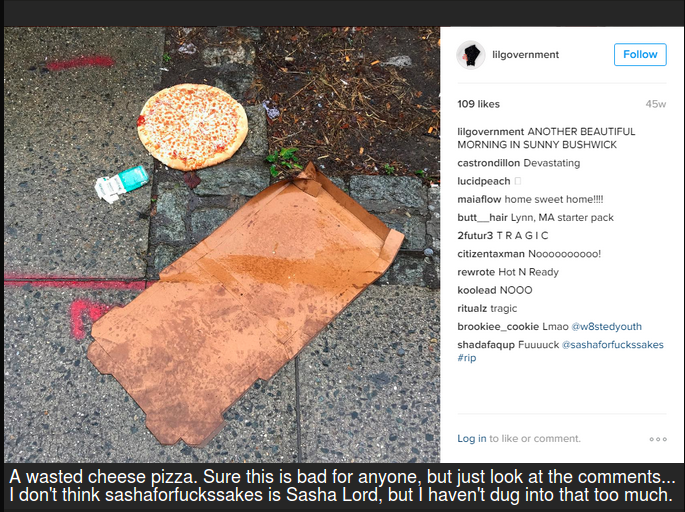 lilgovernment
Follow
109 likes
45w
lilgovernment ANOTHER BEAUTIFUL
MORNING IN SUNNY BUSHWICK
castrondillon Devastating
lucidpeach
maiaflow home sweet home!!!!
butt__hair Lynn, MA starter pack
2futur3 T R A G I C
citizentaxman Noooooooooo!
rewrote Hot N Ready
koolead NOOO
ritualz tragic
brookiee_cookie Lmao @w8stedyouth
shadafaqup Fuuuuck @sashaforfuckssakes
#rip
Log in to like or comment.
A wasted cheese pizza. Sure this is bad for anyone, but just look at the comments...
I don't think sashaforfuckssakes is Sasha Lord, but I haven't dug into that too much.